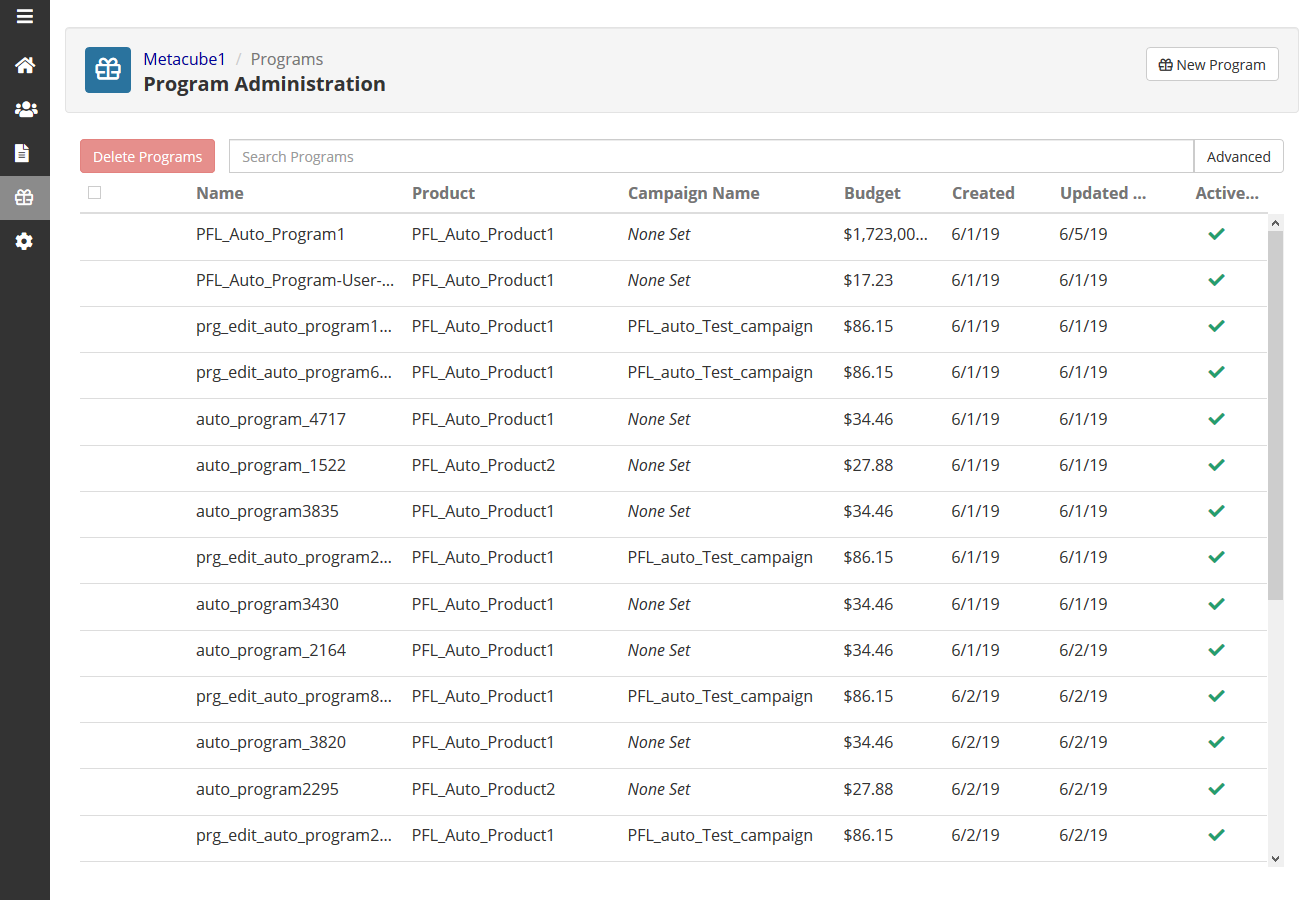 Metacube1 / Programs
Program Administration
New Program
Delete Programs
Search Programs
Advanced
Name Product Campaign Name Budget Created Updated ... Active...
PFL_Auto_Program1 PFL_Auto_Product1 None Set $1,723,00... 6/1/19 6/5/19
PFL_Auto_Program-User-... PFL_Auto_Product1 None Set $17.23 6/1/19 6/1/19
prg_edit_auto_program1... PFL_Auto_Product1 PFL_auto_Test_campaign $86.15 6/1/19 6/1/19
prg_edit_auto_program6... PFL_Auto_Product1 PFL_auto_Test_campaign $86.15 6/1/19 6/1/19
auto_program_4717 PFL_Auto_Product1 None Set $34.46 6/1/19 6/1/19
auto_program_1522 PFL_Auto_Product2 None Set $27.88 6/1/19 6/1/19
auto_program3835 PFL_Auto_Product1 None Set $34.46 6/1/19 6/1/19
prg_edit_auto_program2... PFL_Auto_Product1 PFL_auto_Test_campaign $86.15 6/1/19 6/1/19
auto_program3430 PFL_Auto_Product1 None Set $34.46 6/1/19 6/1/19
auto_program_2164 PFL_Auto_Product1 None Set $34.46 6/1/19 6/2/19
prg_edit_auto_program8... PFL_Auto_Product1 PFL_auto_Test_campaign $86.15 6/2/19 6/2/19
auto_program_3820 PFL_Auto_Product1 None Set $34.46 6/2/19 6/2/19
auto_program2295 PFL_Auto_Product2 None Set $27.88 6/2/19 6/2/19
prg_edit_auto_program2... PFL_Auto_Product1 PFL_auto_Test_campaign $86.15 6/2/19 6/2/19